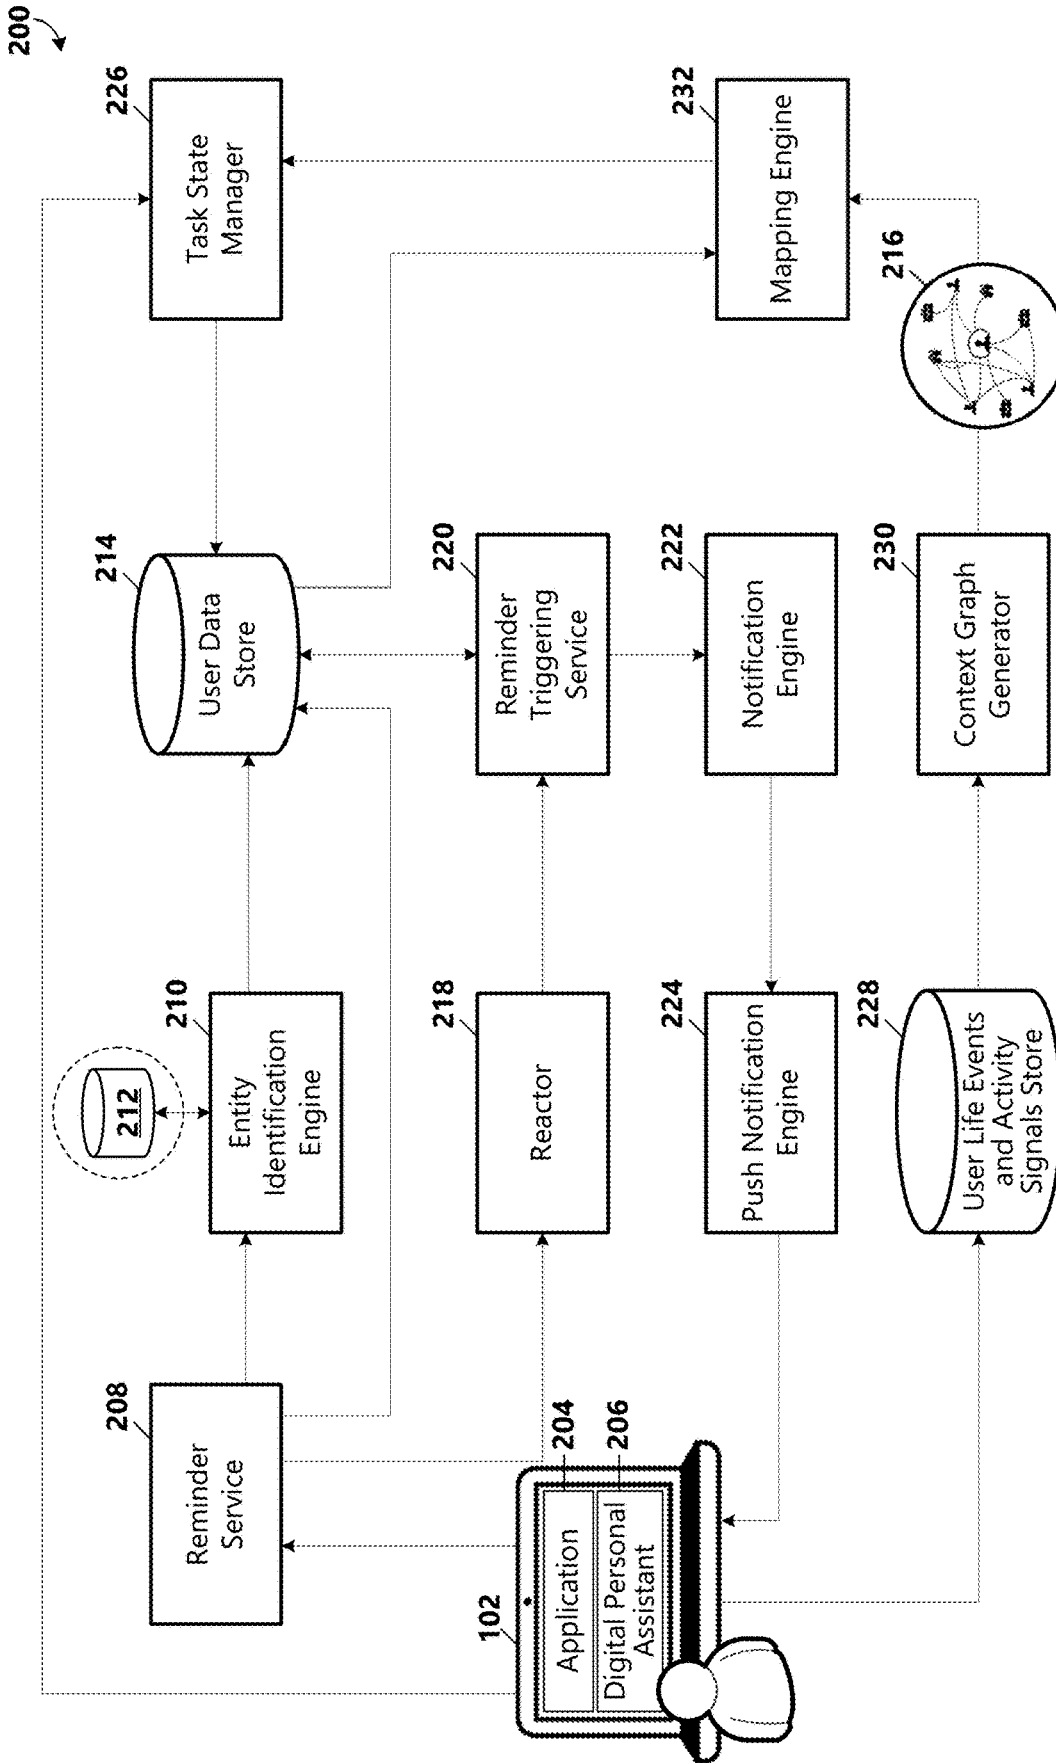 200
226
Task State
Manager
232
Mapping Engine
216
214
User Data
Store
220
Reminder
Triggering
Service
222
Notification
Engine
230
Context Graph
Generator
212
210
Entity
Identification
Engine
218
Reactor
224
Push Notification
Engine
228
User Life Events
and Activity
Signals Store
208
Reminder
Service
102
204
Application
206
Digital Personal
Assistant